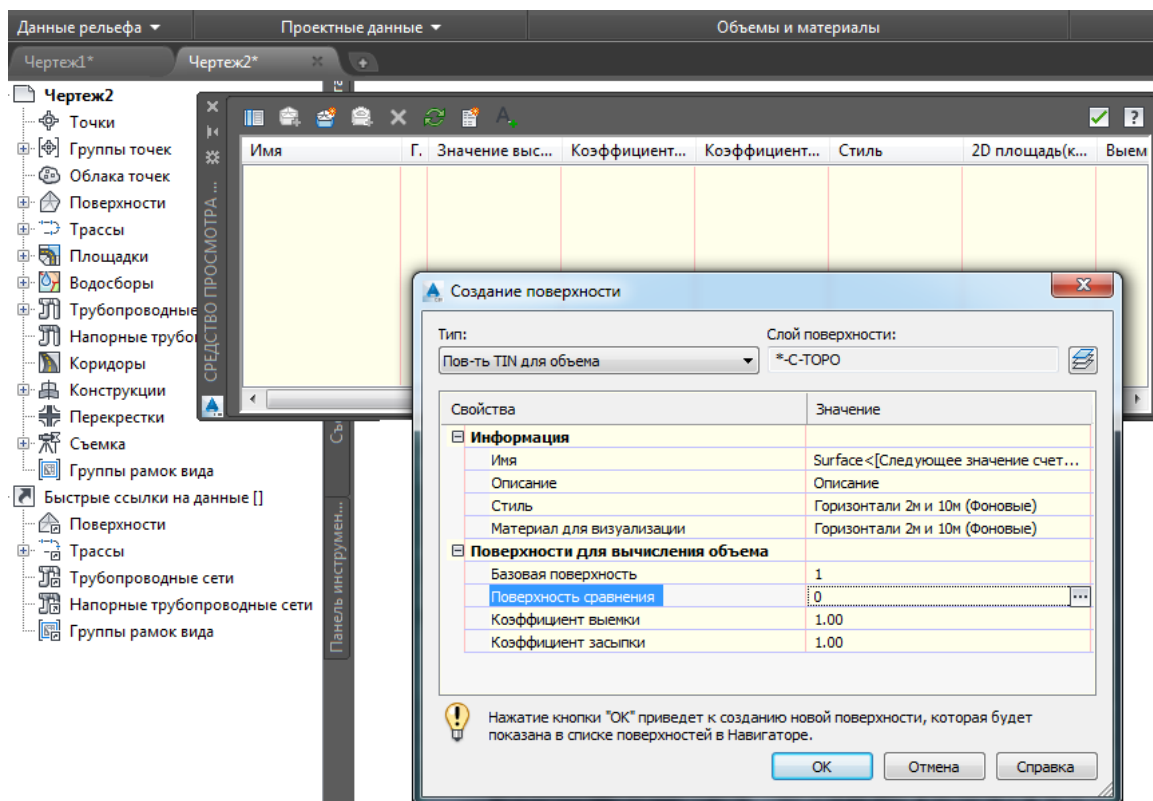 Данные рельефа
Проектные данные
Объемы и материалы
Чертеж1*
Чертеж2*
Чертеж2
Точки
Группы точек
Облака точек
Поверхности
Трассы
Площадки
Водосборы
Трубопроводные
Напорные трубо
Коридоры
Конструкции
Перекрестки
Съемка
Группы рамок вида
Быстрые ссылки на данные []
Поверхности
Трассы
Трубопроводные сети
Напорные трубопроводные сети
Группы рамок вида
Панель инструмен...
СРЕДСТВО ПРОСМОТРА ...
Имя Г. Значение выс... Коэффициент... Коэффициент... Стиль 2D площадь(к... Выем
Создание поверхности
Тип:
Слой поверхности:
Пов-ть TIN для объема
*-C-TOPO
Свойства Значение
Информация
Имя Surface<[Следующее значение счет...
Описание Описание
Стиль Горизонтали 2м и 10м (Фоновые)
Материал для визуализации Горизонтали 2м и 10м (Фоновые)
Поверхности для вычисления объема
Базовая поверхность 1
Поверхность сравнения 0
Коэффициент выемки 1.00
Коэффициент засыпки 1.00
Нажатие кнопки "ОК" приведет к созданию новой поверхности, которая будет
показана в списке поверхностей в Навигаторе.
ОК Отмена Справка